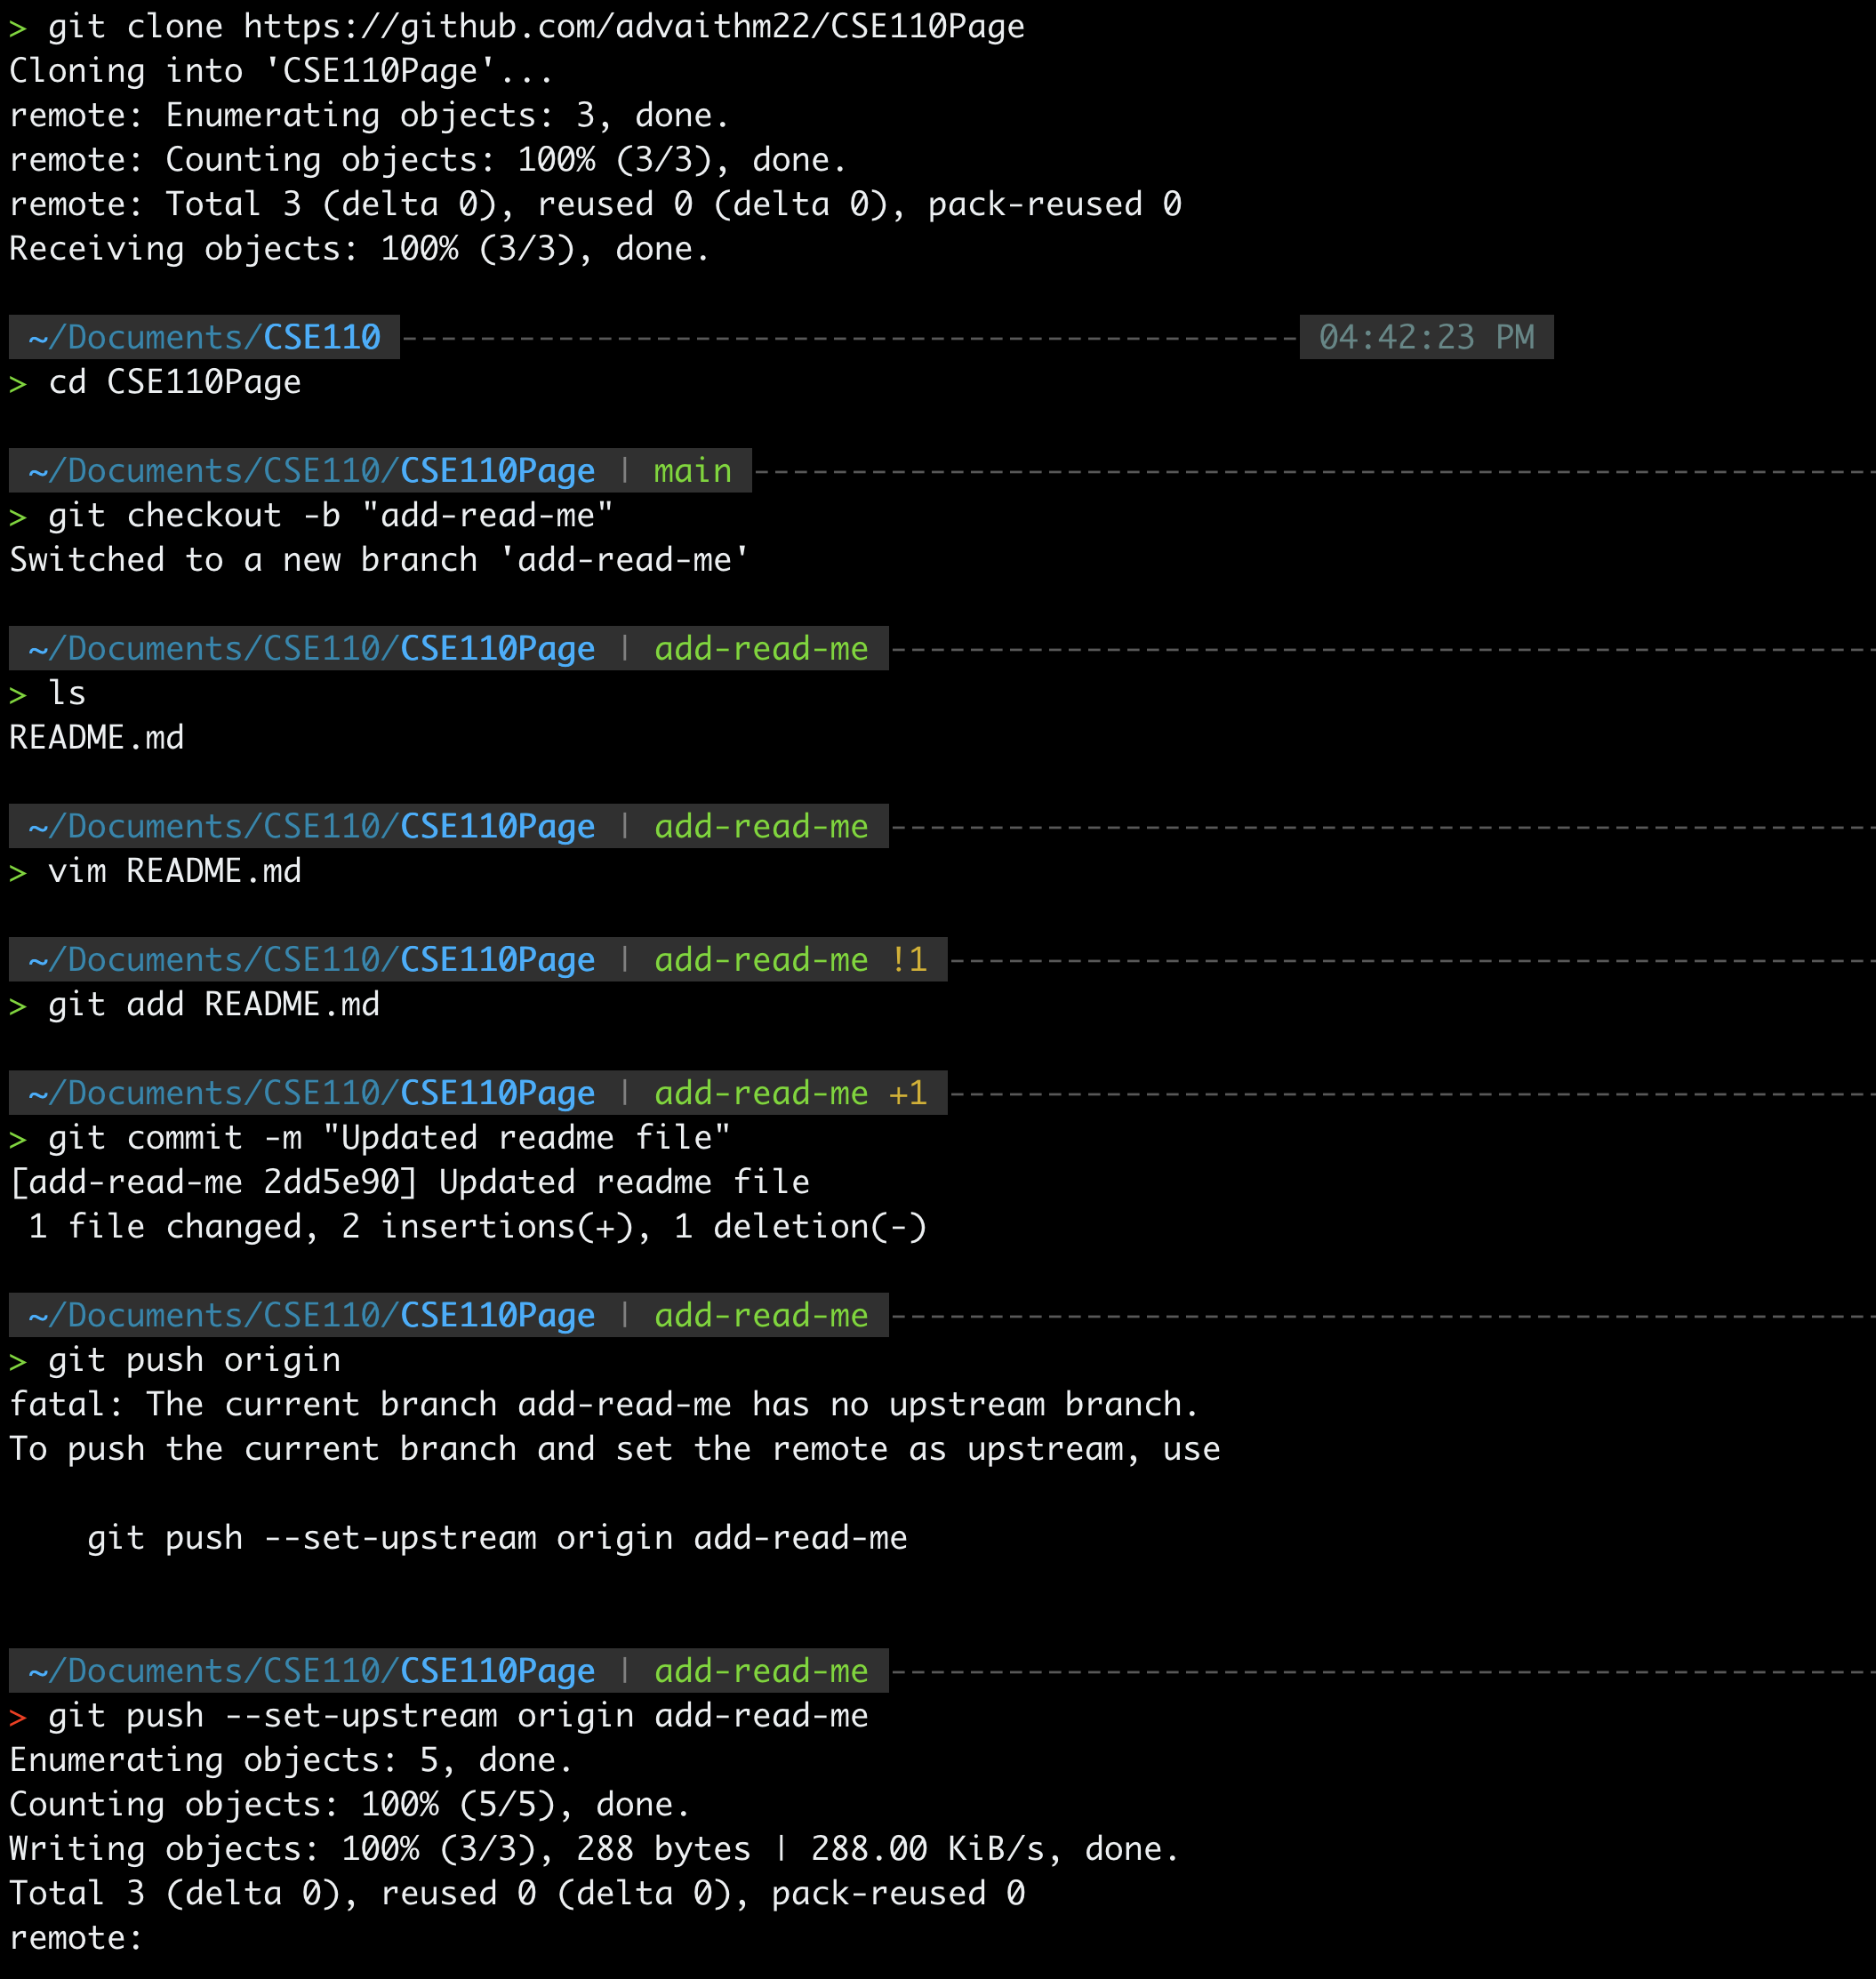 > git clone https://github.com/advaithm22/CSE110Page
Cloning into 'CSE110Page'...
remote: Enumerating objects: 3, done.
remote: Counting objects: 100% (3/3), done.
remote: Total 3 (delta 0), reused 0 (delta 0), pack-reused 0
Receiving objects: 100% (3/3), done.
~/Documents/CSE110 ---------------------------------------------- 04:42:23 PM
> cd CSE110Page
~/Documents/CSE110/CSE110Page | main ----------------------------------------------------------
> git checkout -b "add-read-me"
Switched to a new branch 'add-read-me'
~/Documents/CSE110/CSE110Page | add-read-me ---------------------------------------------------
> ls
README.md
~/Documents/CSE110/CSE110Page | add-read-me ---------------------------------------------------
> vim README.md
~/Documents/CSE110/CSE110Page | add-read-me !1 ------------------------------------------------
> git add README.md
~/Documents/CSE110/CSE110Page | add-read-me +1 ------------------------------------------------
> git commit -m "Updated readme file"
[add-read-me 2dd5e90] Updated readme file
 1 file changed, 2 insertions(+), 1 deletion(-)
~/Documents/CSE110/CSE110Page | add-read-me ---------------------------------------------------
> git push origin
fatal: The current branch add-read-me has no upstream branch.
To push the current branch and set the remote as upstream, use
    git push --set-upstream origin add-read-me
~/Documents/CSE110/CSE110Page | add-read-me ---------------------------------------------------
> git push --set-upstream origin add-read-me
Enumerating objects: 5, done.
Counting objects: 100% (5/5), done.
Writing objects: 100% (3/3), 288 bytes | 288.00 KiB/s, done.
Total 3 (delta 0), reused 0 (delta 0), pack-reused 0
remote: